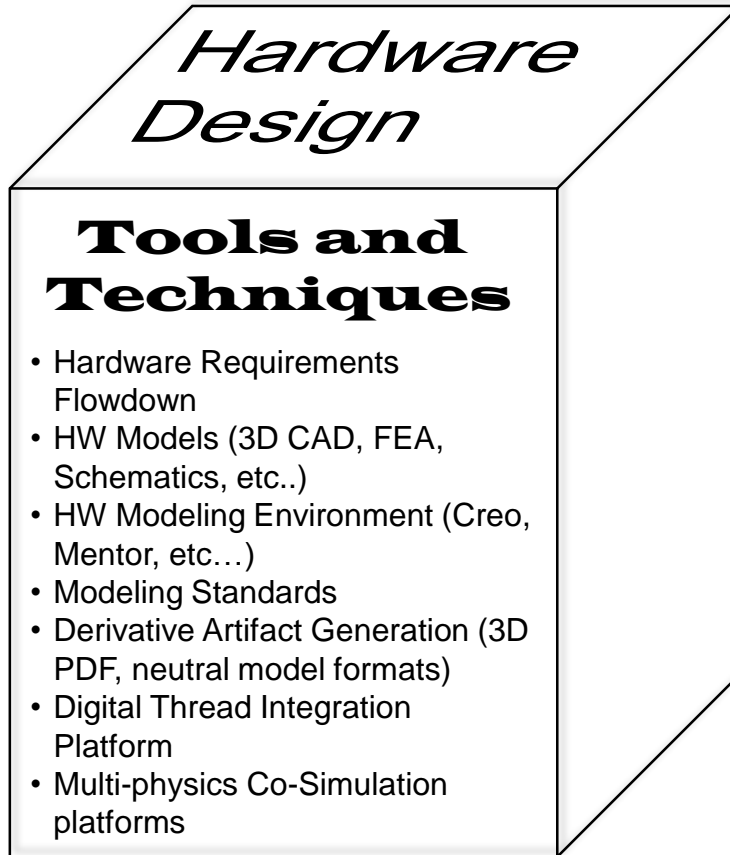 Hardware
Design
Tools and
Techniques
• Hardware Requirements
Flowdown
• HW Models (3D CAD, FEA,
Schematics, etc..)
• HW Modeling Environment (Creo,
Mentor, etc…)
• Modeling Standards
• Derivative Artifact Generation (3D
PDF, neutral model formats)
• Digital Thread Integration
Platform
• Multi-physics Co-Simulation
platforms